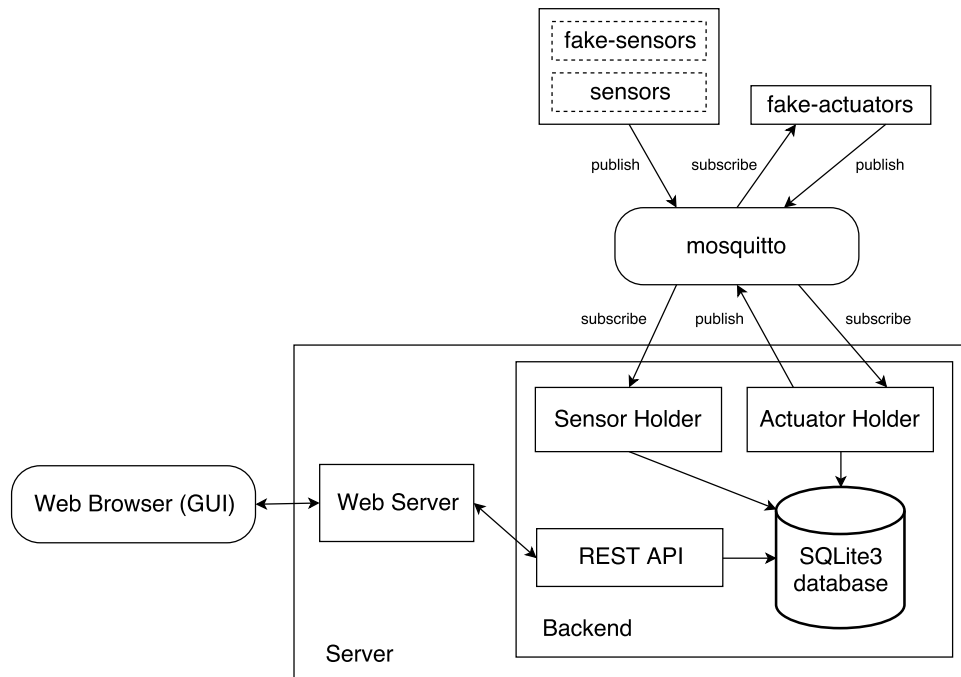 fake-sensors
sensors
fake-actuators
publish
subscribe
publish
mosquitto
subscribe
publish
subscribe
Sensor Holder
Actuator Holder
Web Browser (GUI)
Web Server
REST API
SQLite3
database
Backend
Server